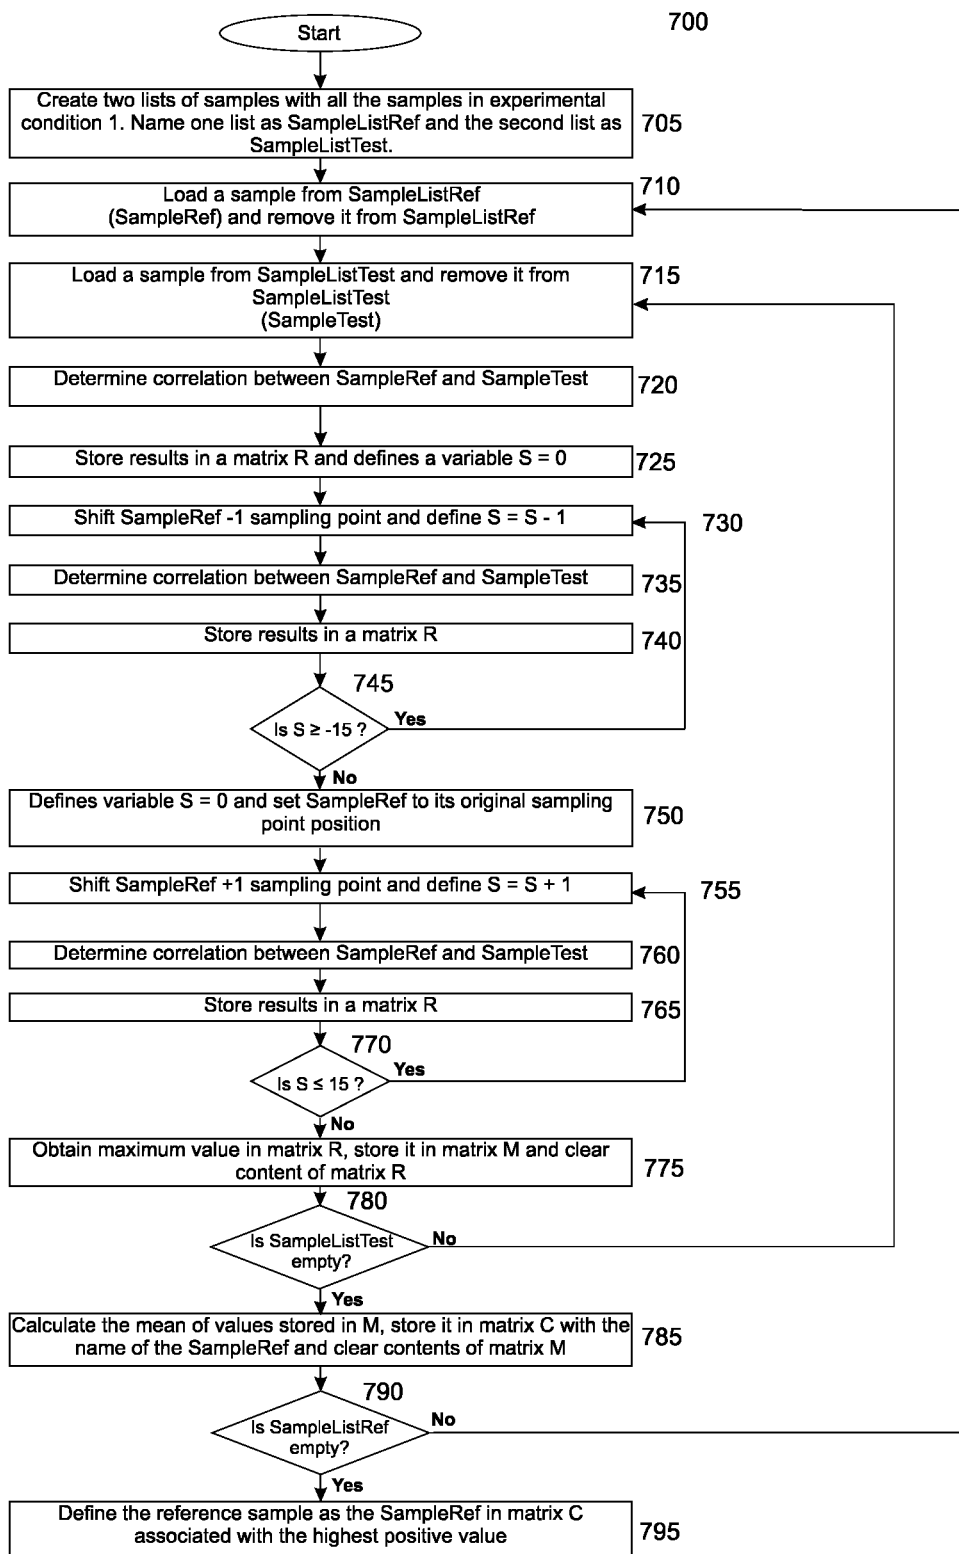 700
Start
Create two lists of samples with all the samples in experimental
condition 1. Name one list as SampleListRef and the second list as
SampleListTest.
705
Load a sample from SampleListRef
(SampleRef) and remove it from SampleListRef
710
Load a sample from SampleListTest and remove it from
SampleListTest
(SampleTest)
715
Determine correlation between SampleRef and SampleTest
720
Store results in a matrix R and defines a variable S = 0
725
Shift SampleRef -1 sampling point and define S = S - 1
730
Determine correlation between SampleRef and SampleTest
735
Store results in a matrix R
740
745
Is S ≥ -15 ?
Yes
No
Defines variable S = 0 and set SampleRef to its original sampling
point position
750
Shift SampleRef +1 sampling point and define S = S + 1
755
Determine correlation between SampleRef and SampleTest
760
Store results in a matrix R
765
770
Is S ≤ 15 ?
Yes
No
Obtain maximum value in matrix R, store it in matrix M and clear
content of matrix R
775
780
Is SampleListTest
empty?
No
Yes
Calculate the mean of values stored in M, store it in matrix C with the
name of the SampleRef and clear contents of matrix M
785
790
Is SampleListRef
empty?
No
Yes
Define the reference sample as the SampleRef in matrix C
associated with the highest positive value
795